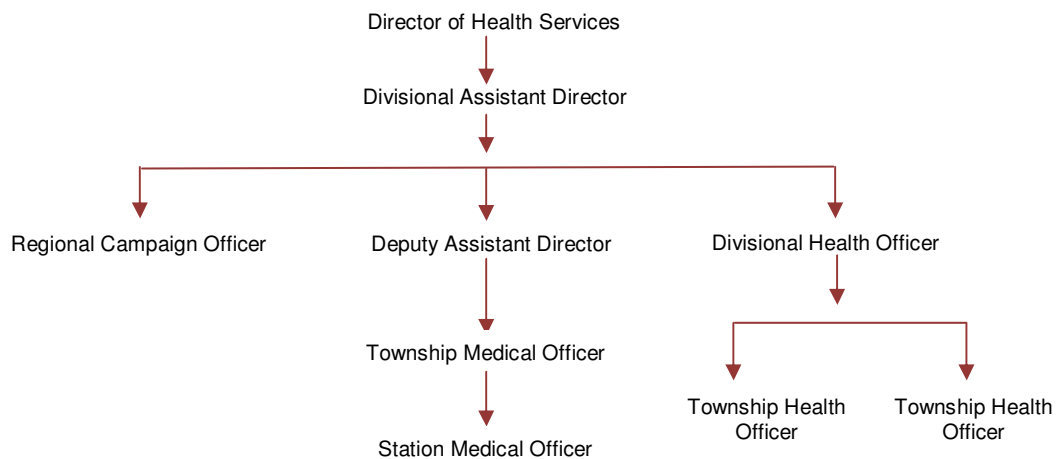 Director of Health Services
Divisional Assistant Director
Regional Campaign Officer
Deputy Assistant Director
Divisional Health Officer
Township Medical Officer
Township Health
Officer
Township Health
Officer
Station Medical Officer